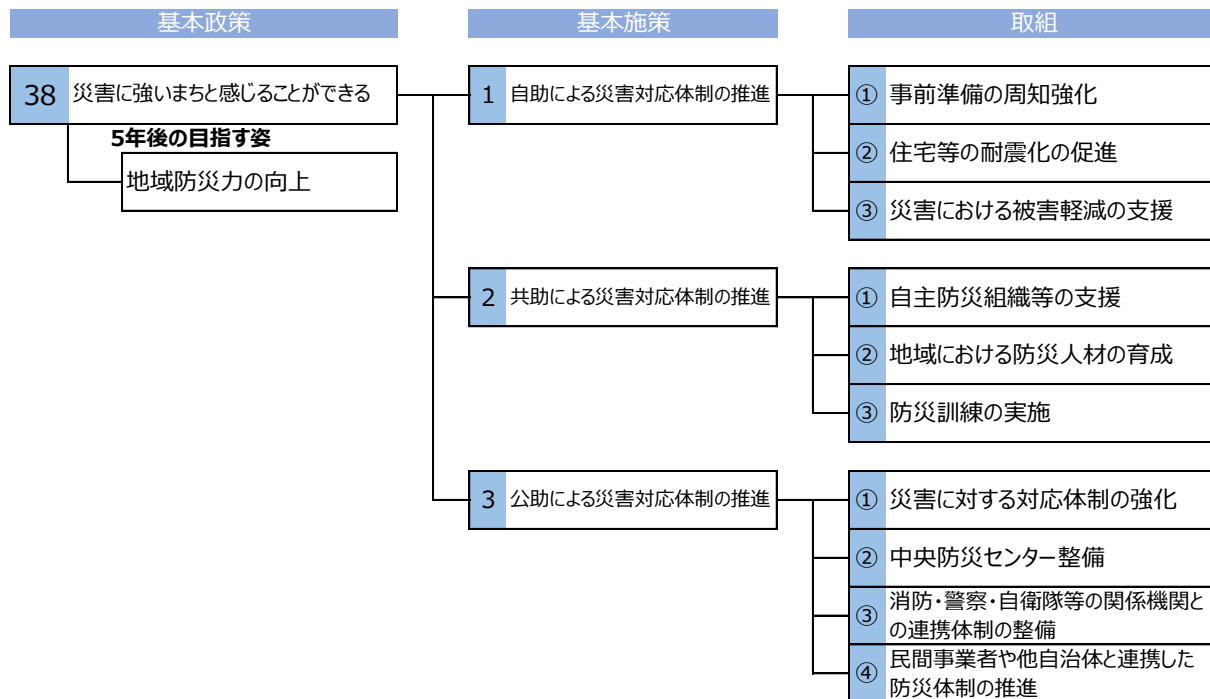 基本政策
基本施策
取組
38 災害に強いまちと感じることができる
5年後の目指す姿
地域防災力の向上
1 自助による災害対応体制の推進
① 事前準備の周知強化
② 住宅等の耐震化の促進
③ 災害における被害軽減の支援
2 共助による災害対応体制の推進
① 自主防災組織等の支援
② 地域における防災人材の育成
③ 防災訓練の実施
3 公助による災害対応体制の推進
① 災害に対する対応体制の強化
② 中央防災センター整備
③ 消防・警察・自衛隊等の関係機関と
の連携体制の整備
④ 民間事業者や他自治体と連携した
防災体制の推進